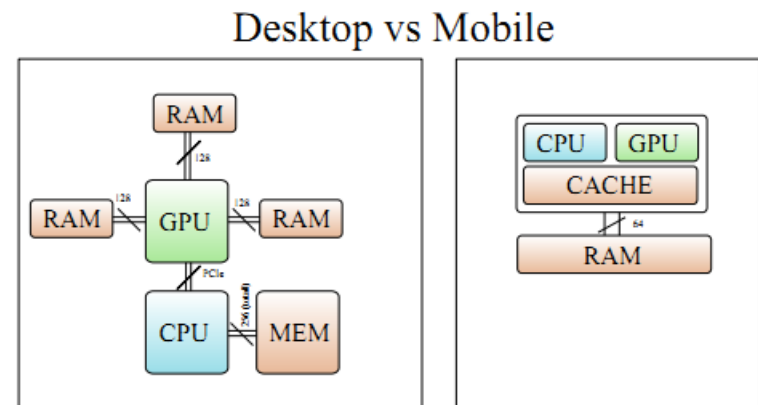 Desktop vs Mobile
RAM
128
RAM
128
GPU
128
RAM
PCIe
CPU
256 (total)
MEM
CPU
GPU
CACHE
64
RAM